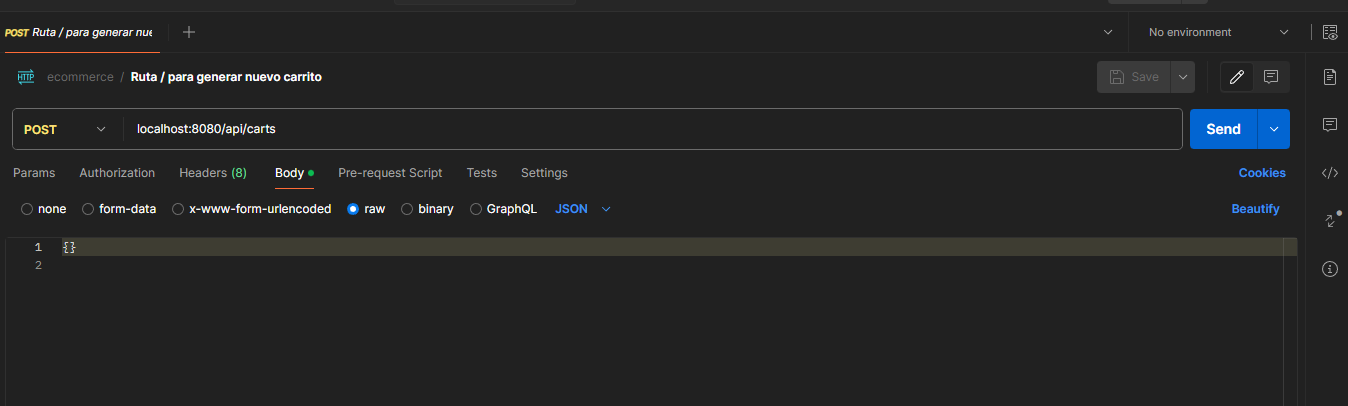 POST Ruta / para generar nue
No environment
HTTP ecommerce / Ruta / para generar nuevo carrito
Save
POST localhost:8080/api/carts Send
Params Authorization Headers (8) Body Pre-request Script Tests Settings Cookies
none form-data x-www-form-urlencoded raw binary GraphQL JSON Beautify
1 {}
2